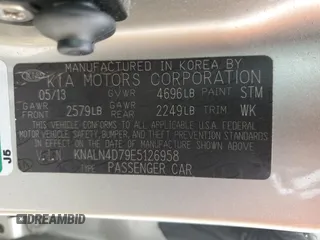 MANUFACTURED IN KOREA BY
KIA MOTORS CORPORATION
05/13 GVWR 4696LB PAINT STM
GAWR FRONT 2579LB GAWR REAR 2249LB TRIM WK
THIS VEHICLE CONFORMS TO ALL APPLICABLE U.S.A. FEDERAL
MOTOR VEHICLE SAFETY, BUMPER, AND THEFT PREVENTION STANDARDS
IN EFFECT ON THE DATE OF MANUFACTURE SHOWN ABOVE.
V.I.N KNALN4D79E5126958
TYPE PASSENGER CAR
J5